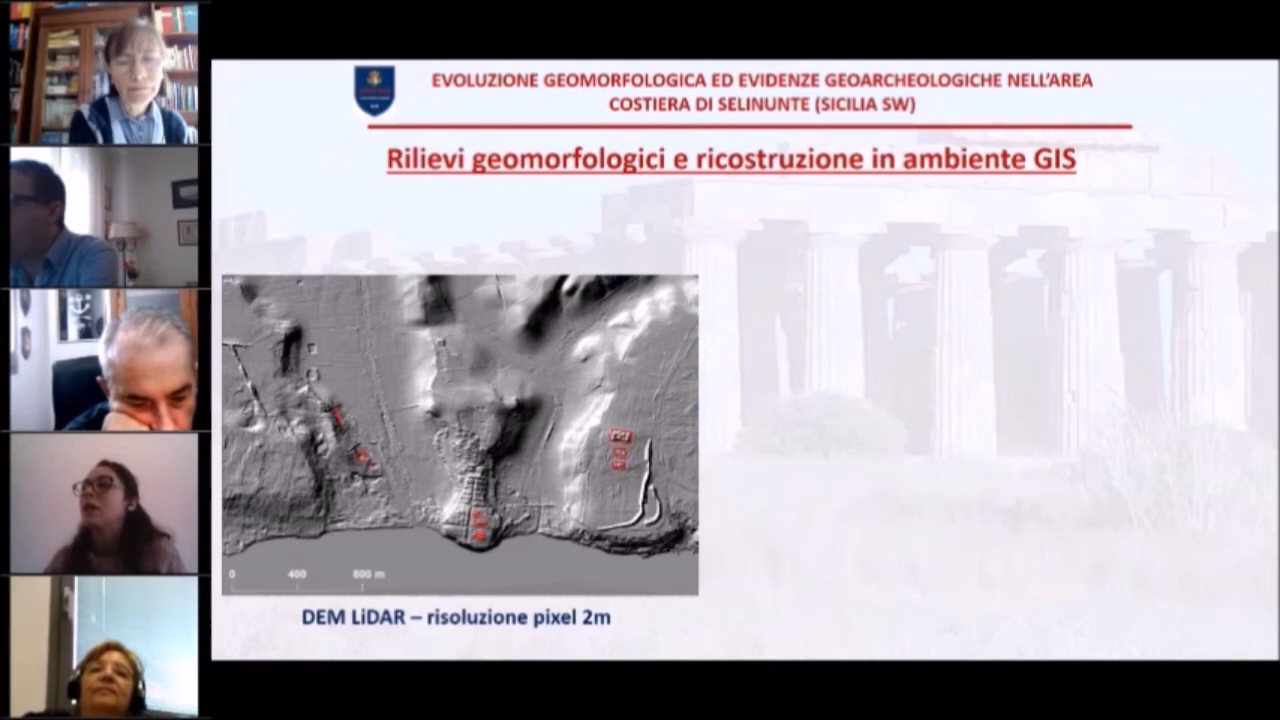 EVOLUZIONE GEOMORFOLOGICA ED EVIDENZE GEOARCHEOLOGICHE NELL'AREA
COSTIERA DI SELINUNTE (SICILIA SW)
Rilievi geomorfologici e ricostruzione in ambiente GIS
0 400 800 m
DEM LiDAR – risoluzione pixel 2m